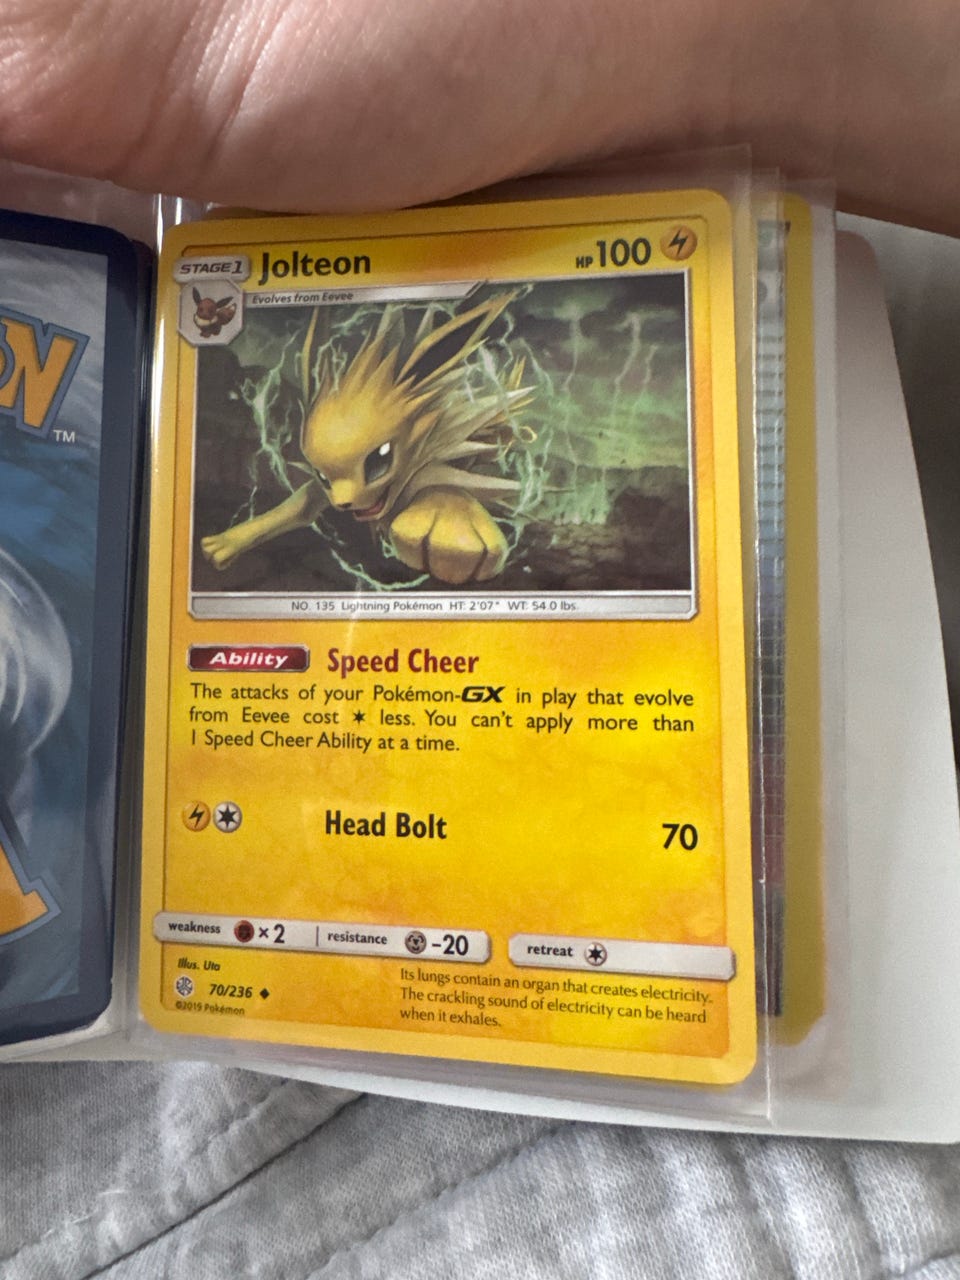 STAGE 1 Jolteon HP 100
Evolves from Eevee
TM
NO. 135 Lightning Pokémon HT: 2'07" WT: 54.0 lbs.
Ability Speed Cheer
The attacks of your Pokémon-GX in play that evolve
from Eevee cost less. You can't apply more than
1 Speed Cheer Ability at a time.
Head Bolt 70
weakness ×2 resistance -20 retreat
Illus. Uta
70/236
©2019 Pokémon
Its lungs contain an organ that creates electricity.
The crackling sound of electricity can be heard
when it exhales.